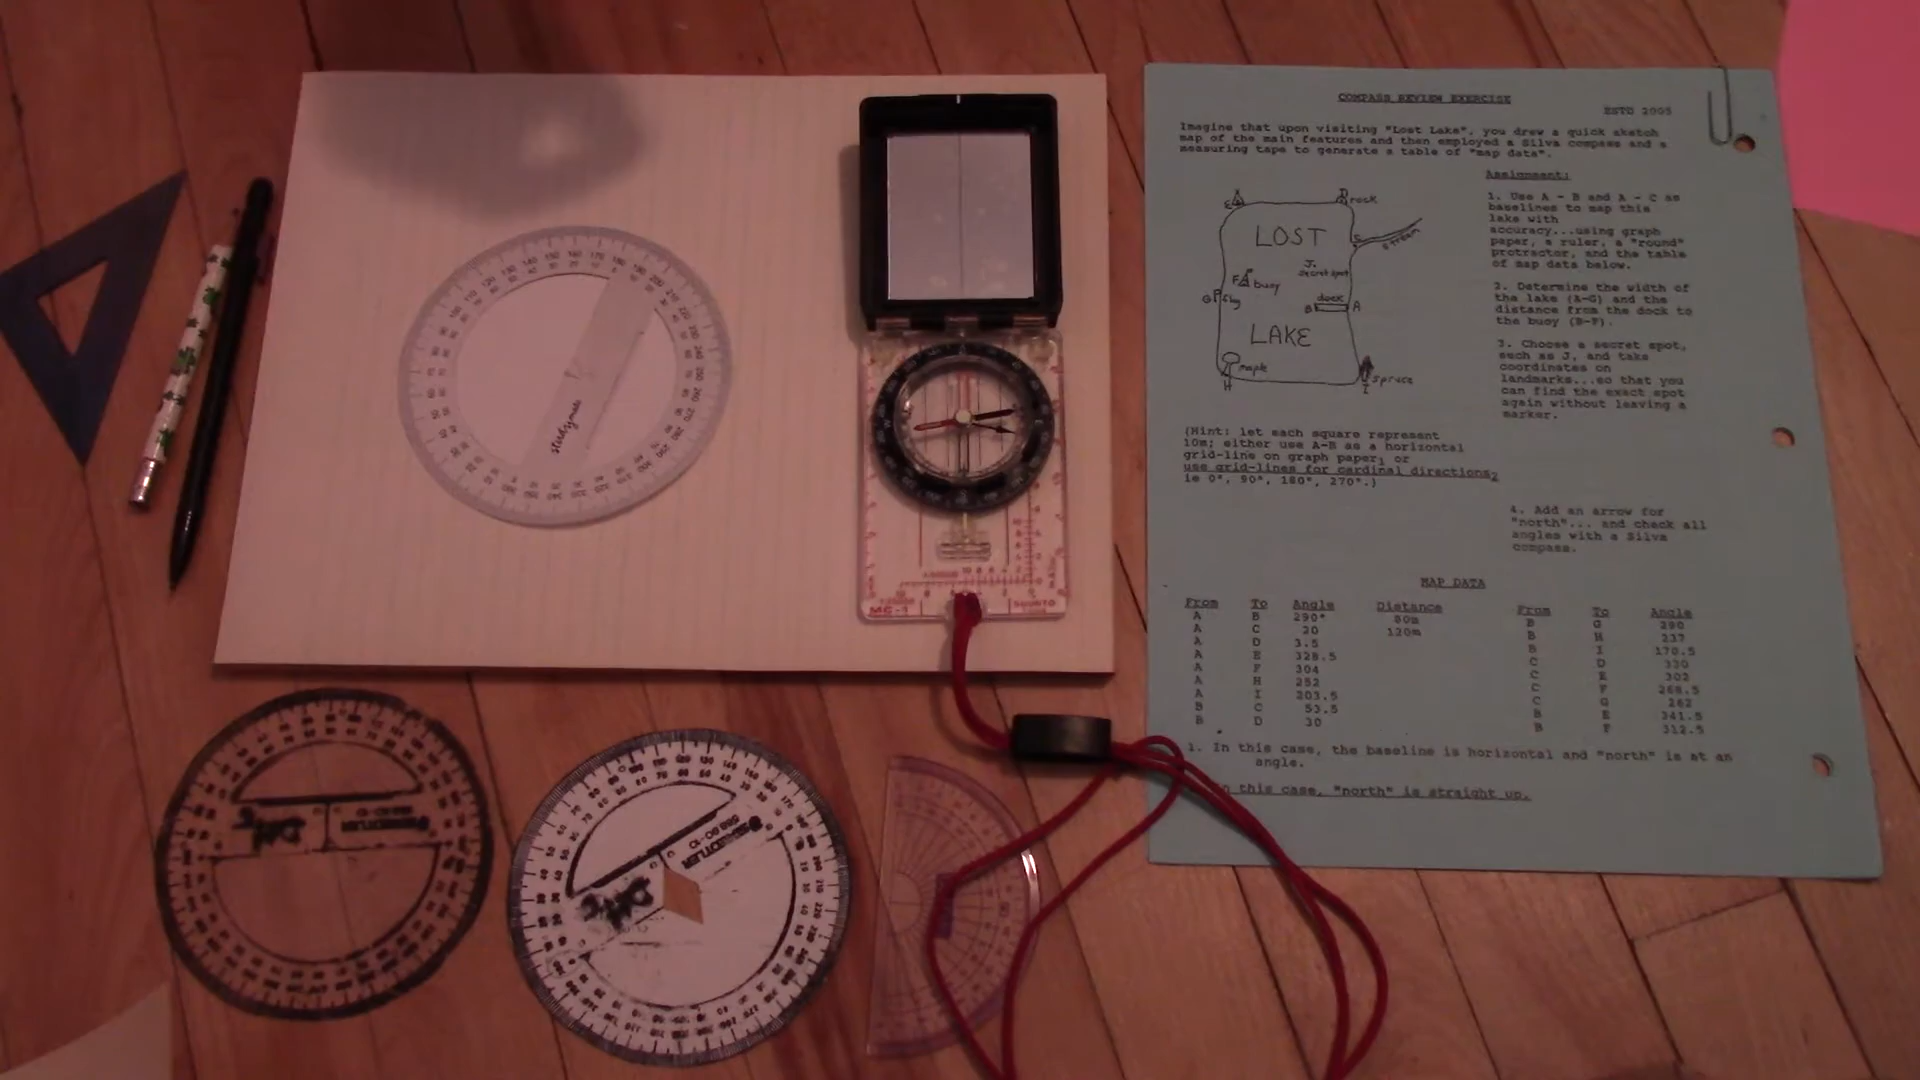 COMPASS REVIEW EXERCISE
ESTO 2005
Imagine that upon visiting "Lost Lake", you drew a quick sketch
map of the main features and then employed a Silva compass and a
measuring tape to generate a table of "map data".
Assignment:
1. Use A - B and A - C as
baselines to map this
lake with
accuracy...using graph
paper, a ruler, a "round"
protractor, and the table
of map data below.
2. Determine the width of
the lake (A-G) and the
distance from the dock to
the buoy (B-F).
3. Choose a secret spot,
such as J, and take
coordinates on
landmarks...so that you
can find the exact spot
again without leaving a
marker.
E
D rock
LOST
C stream
J.
secret spot
F buoy
G
dock
B A
LAKE
maple
H
spruce
I
(Hint: let each square represent
10m; either use A-B as a horizontal
grid-line on graph paper1 or
use grid-lines for cardinal directions2
ie 0°, 90°, 180°, 270°.)
4. Add an arrow for
"north"... and check all
angles with a Silva
compass.
MAP DATA
From To Angle Distance From To Angle
A B 290° 80m B G 290
A C 20 120m B H 237
A D 3.5 B I 170.5
A E 328.5 C D 330
A F 304 C E 302
A H 252 C F 268.5
A I 203.5 C G 262
B C 53.5 B E 341.5
B D 30 B F 312.5
1. In this case, the baseline is horizontal and "north" is at an
angle.
in this case, "north" is straight up.
studymate
MC-1
SUUNTO
STAEDTLER
568 90-10
STAEDTLER